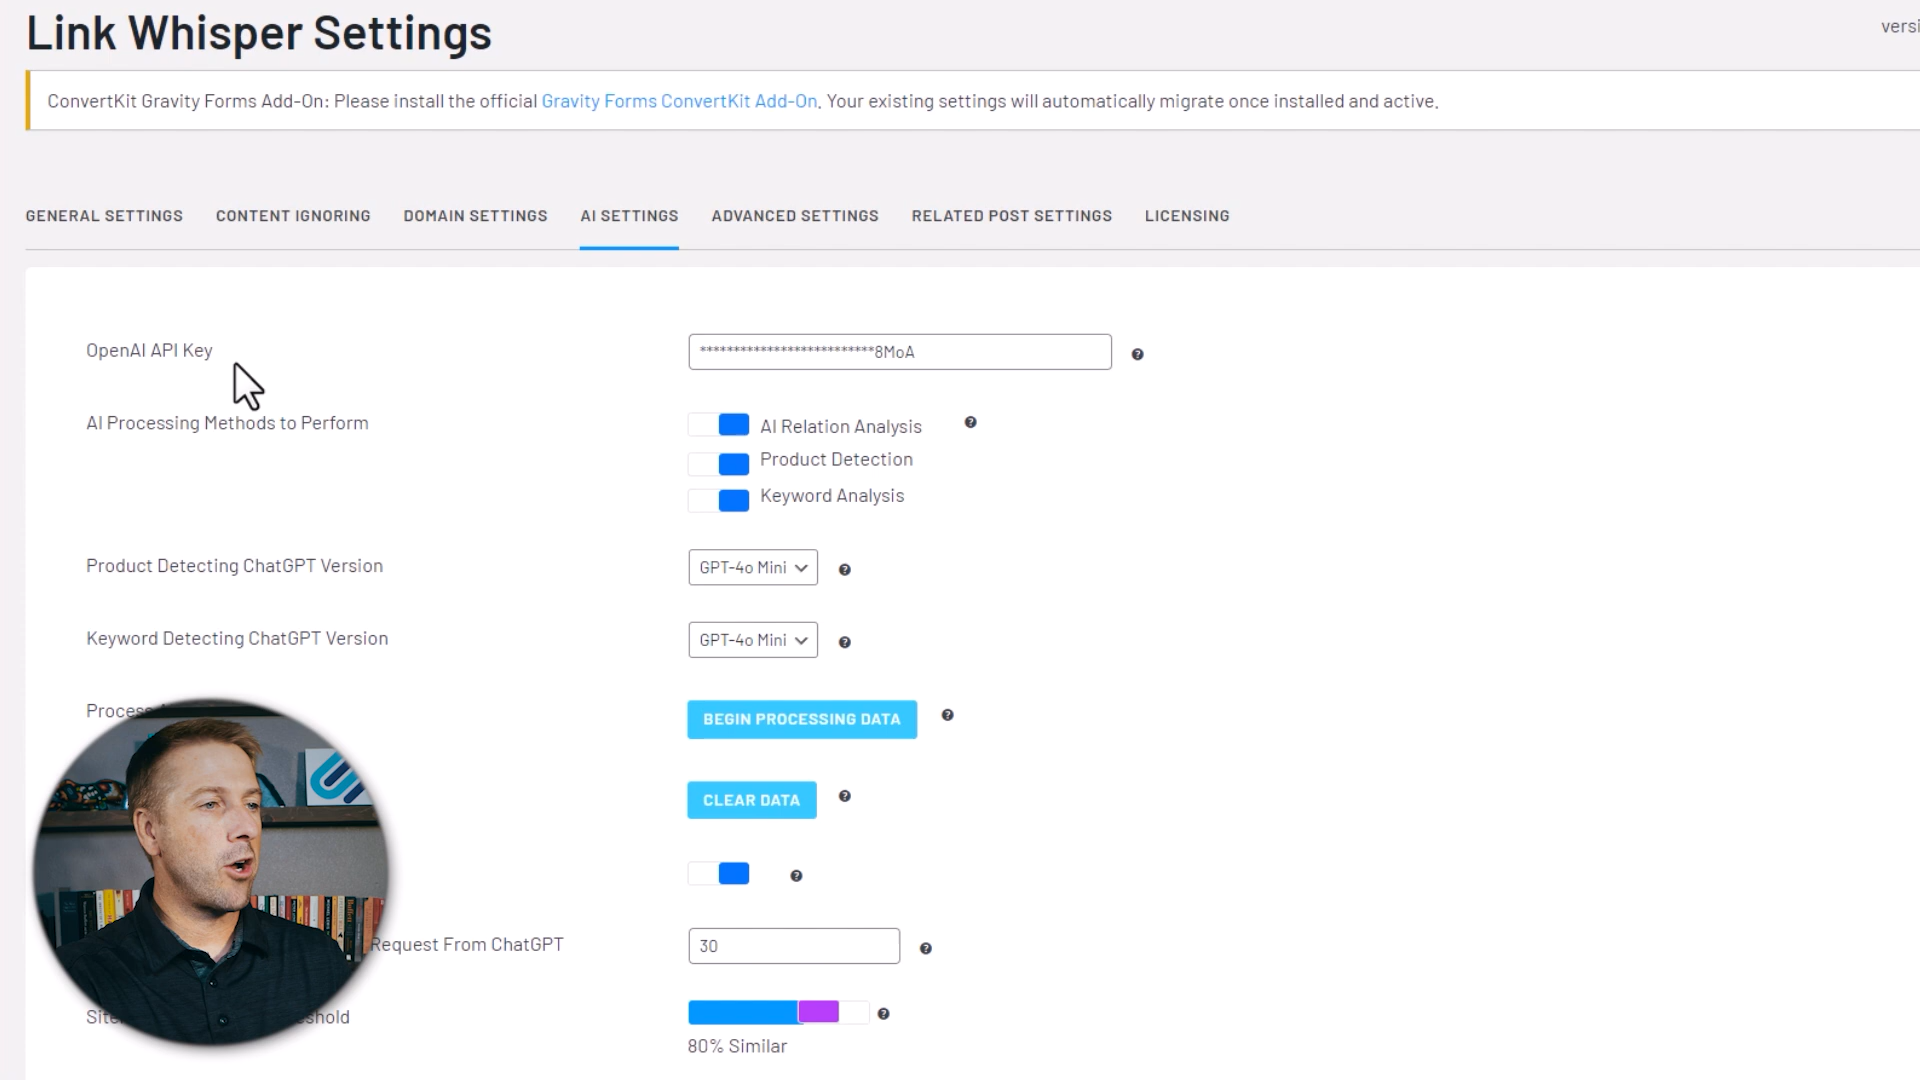 Link Whisper Settings
versi
ConvertKit Gravity Forms Add-On: Please install the official Gravity Forms ConvertKit Add-On. Your existing settings will automatically migrate once installed and active.
GENERAL SETTINGS CONTENT IGNORING DOMAIN SETTINGS AI SETTINGS ADVANCED SETTINGS RELATED POST SETTINGS LICENSING
OpenAI API Key
**************************8MoA
AI Processing Methods to Perform
AI Relation Analysis
Product Detection
Keyword Analysis
Product Detecting ChatGPT Version
GPT-4o Mini
Keyword Detecting ChatGPT Version
GPT-4o Mini
Process
BEGIN PROCESSING DATA
CLEAR DATA
Request From ChatGPT
30
80% Similar